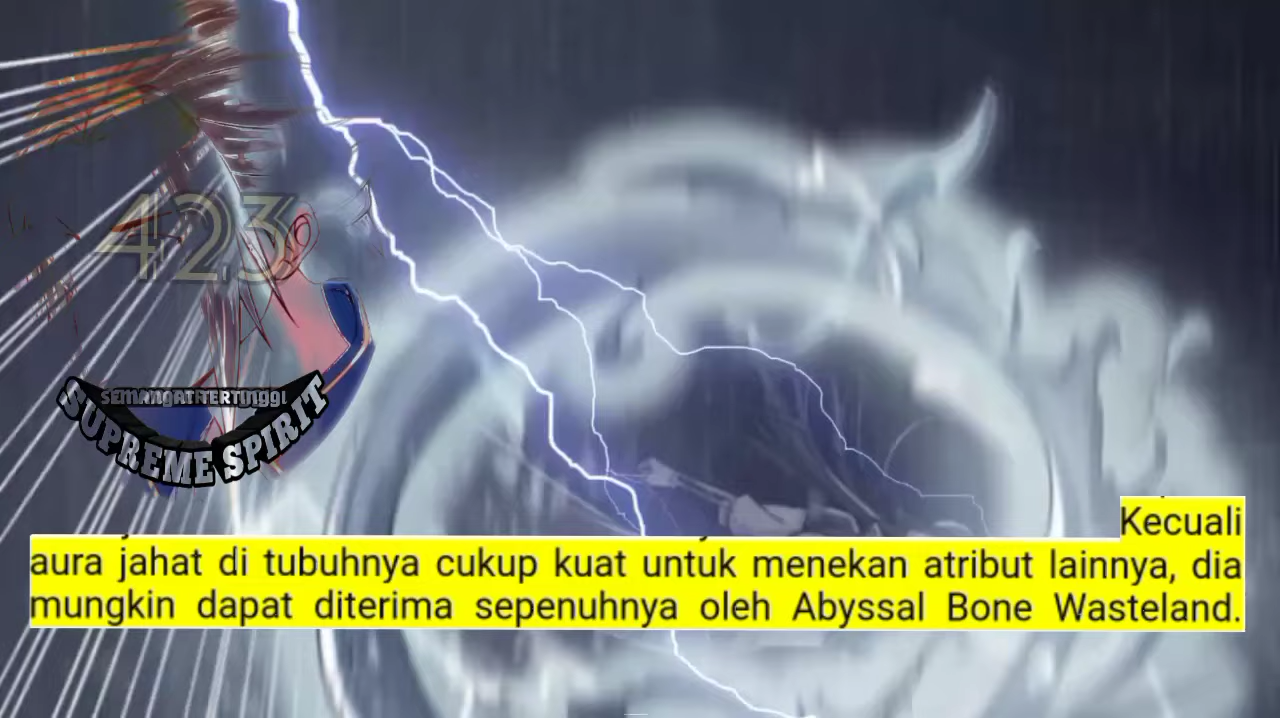 423
SEMANGAT TERTINGGI
SUPREME SPIRIT
Kecuali
aura jahat di tubuhnya cukup kuat untuk menekan atribut lainnya, dia
mungkin dapat diterima sepenuhnya oleh Abyssal Bone Wasteland.